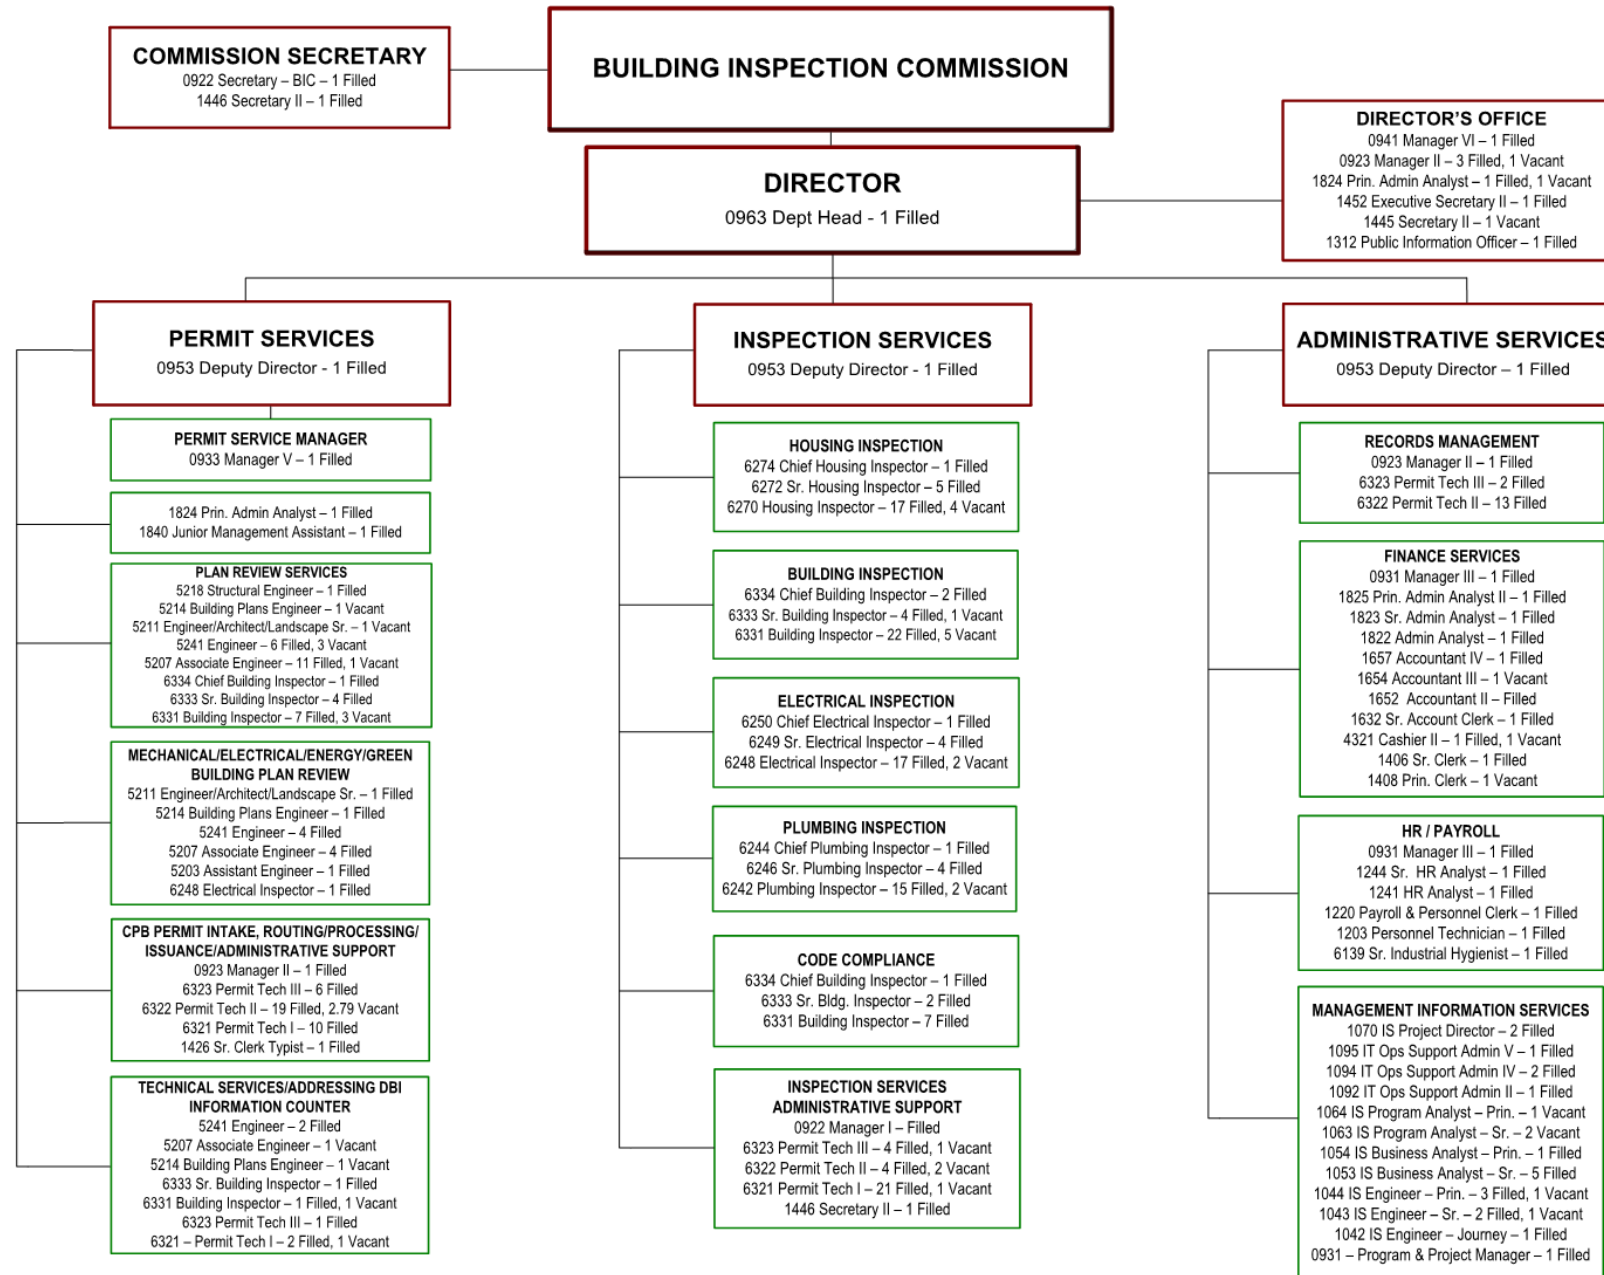 COMMISSION SECRETARY
0922 Secretary – BIC – 1 Filled
1446 Secretary II – 1 Filled
BUILDING INSPECTION COMMISSION
DIRECTOR
0963 Dept Head - 1 Filled
DIRECTOR'S OFFICE
0941 Manager VI – 1 Filled
0923 Manager II – 3 Filled, 1 Vacant
1824 Prin. Admin Analyst – 1 Filled, 1 Vacant
1452 Executive Secretary II – 1 Filled
1445 Secretary II – 1 Vacant
1312 Public Information Officer – 1 Filled
PERMIT SERVICES
0953 Deputy Director - 1 Filled
PERMIT SERVICE MANAGER
0933 Manager V – 1 Filled
1824 Prin. Admin Analyst – 1 Filled
1840 Junior Management Assistant – 1 Filled
PLAN REVIEW SERVICES
5218 Structural Engineer – 1 Filled
5214 Building Plans Engineer – 1 Vacant
5211 Engineer/Architect/Landscape Sr. – 1 Vacant
5241 Engineer – 6 Filled, 3 Vacant
5207 Associate Engineer – 11 Filled, 1 Vacant
6334 Chief Building Inspector – 1 Filled
6333 Sr. Building Inspector – 4 Filled
6331 Building Inspector – 7 Filled, 3 Vacant
MECHANICAL/ELECTRICAL/ENERGY/GREEN
BUILDING PLAN REVIEW
5211 Engineer/Architect/Landscape Sr. – 1 Filled
5214 Building Plans Engineer – 1 Filled
5241 Engineer – 4 Filled
5207 Associate Engineer – 4 Filled
5203 Assistant Engineer – 1 Filled
6248 Electrical Inspector – 1 Filled
CPB PERMIT INTAKE, ROUTING/PROCESSING/
ISSUANCE/ADMINISTRATIVE SUPPORT
0923 Manager II – 1 Filled
6323 Permit Tech III – 6 Filled
6322 Permit Tech II – 19 Filled, 2.79 Vacant
6321 Permit Tech I – 10 Filled
1426 Sr. Clerk Typist – 1 Filled
TECHNICAL SERVICES/ADDRESSING DBI
INFORMATION COUNTER
5241 Engineer – 2 Filled
5207 Associate Engineer – 1 Vacant
5214 Building Plans Engineer – 1 Vacant
6333 Sr. Building Inspector – 1 Filled
6331 Building Inspector – 1 Filled, 1 Vacant
6323 Permit Tech III – 1 Filled
6321 – Permit Tech I – 2 Filled, 1 Vacant
INSPECTION SERVICES
0953 Deputy Director - 1 Filled
HOUSING INSPECTION
6274 Chief Housing Inspector – 1 Filled
6272 Sr. Housing Inspector – 5 Filled
6270 Housing Inspector – 17 Filled, 4 Vacant
BUILDING INSPECTION
6334 Chief Building Inspector – 2 Filled
6333 Sr. Building Inspector – 4 Filled, 1 Vacant
6331 Building Inspector – 22 Filled, 5 Vacant
ELECTRICAL INSPECTION
6250 Chief Electrical Inspector – 1 Filled
6249 Sr. Electrical Inspector – 4 Filled
6248 Electrical Inspector – 17 Filled, 2 Vacant
PLUMBING INSPECTION
6244 Chief Plumbing Inspector – 1 Filled
6246 Sr. Plumbing Inspector – 4 Filled
6242 Plumbing Inspector – 15 Filled, 2 Vacant
CODE COMPLIANCE
6334 Chief Building Inspector – 1 Filled
6333 Sr. Bldg. Inspector – 2 Filled
6331 Building Inspector – 7 Filled
INSPECTION SERVICES
ADMINISTRATIVE SUPPORT
0922 Manager I – Filled
6323 Permit Tech III – 4 Filled, 1 Vacant
6322 Permit Tech II – 4 Filled, 2 Vacant
6321 Permit Tech I – 21 Filled, 1 Vacant
1446 Secretary II – 1 Filled
ADMINISTRATIVE SERVICES
0953 Deputy Director – 1 Filled
RECORDS MANAGEMENT
0923 Manager II – 1 Filled
6323 Permit Tech III – 2 Filled
6322 Permit Tech II – 13 Filled
FINANCE SERVICES
0931 Manager III – 1 Filled
1825 Prin. Admin Analyst II – 1 Filled
1823 Sr. Admin Analyst – 1 Filled
1822 Admin Analyst – 1 Filled
1657 Accountant IV – 1 Filled
1654 Accountant III – 1 Vacant
1652 Accountant II – Filled
1632 Sr. Account Clerk – 1 Filled
4321 Cashier II – 1 Filled, 1 Vacant
1406 Sr. Clerk – 1 Filled
1408 Prin. Clerk – 1 Vacant
HR / PAYROLL
0931 Manager III – 1 Filled
1244 Sr. HR Analyst – 1 Filled
1241 HR Analyst – 1 Filled
1220 Payroll & Personnel Clerk – 1 Filled
1203 Personnel Technician – 1 Filled
6139 Sr. Industrial Hygienist – 1 Filled
MANAGEMENT INFORMATION SERVICES
1070 IS Project Director – 2 Filled
1095 IT Ops Support Admin V – 1 Filled
1094 IT Ops Support Admin IV – 2 Filled
1092 IT Ops Support Admin II – 1 Filled
1064 IS Program Analyst – Prin. – 1 Vacant
1063 IS Program Analyst – Sr. – 2 Vacant
1054 IS Business Analyst – Prin. – 1 Filled
1053 IS Business Analyst – Sr. – 5 Filled
1044 IS Engineer – Prin. – 3 Filled, 1 Vacant
1043 IS Engineer – Sr. – 2 Filled, 1 Vacant
1042 IS Engineer – Journey – 1 Filled
0931 – Program & Project Manager – 1 Filled